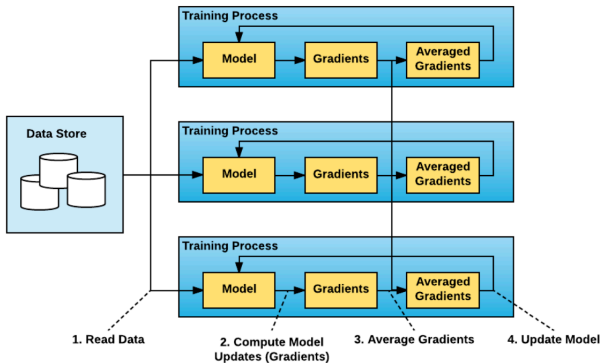 Training Process
Model
Gradients
Averaged
Gradients
Data Store
Training Process
Model
Gradients
Averaged
Gradients
Training Process
Model
Gradients
Averaged
Gradients
1. Read Data
2. Compute Model
Updates (Gradients)
3. Average Gradients
4. Update Model